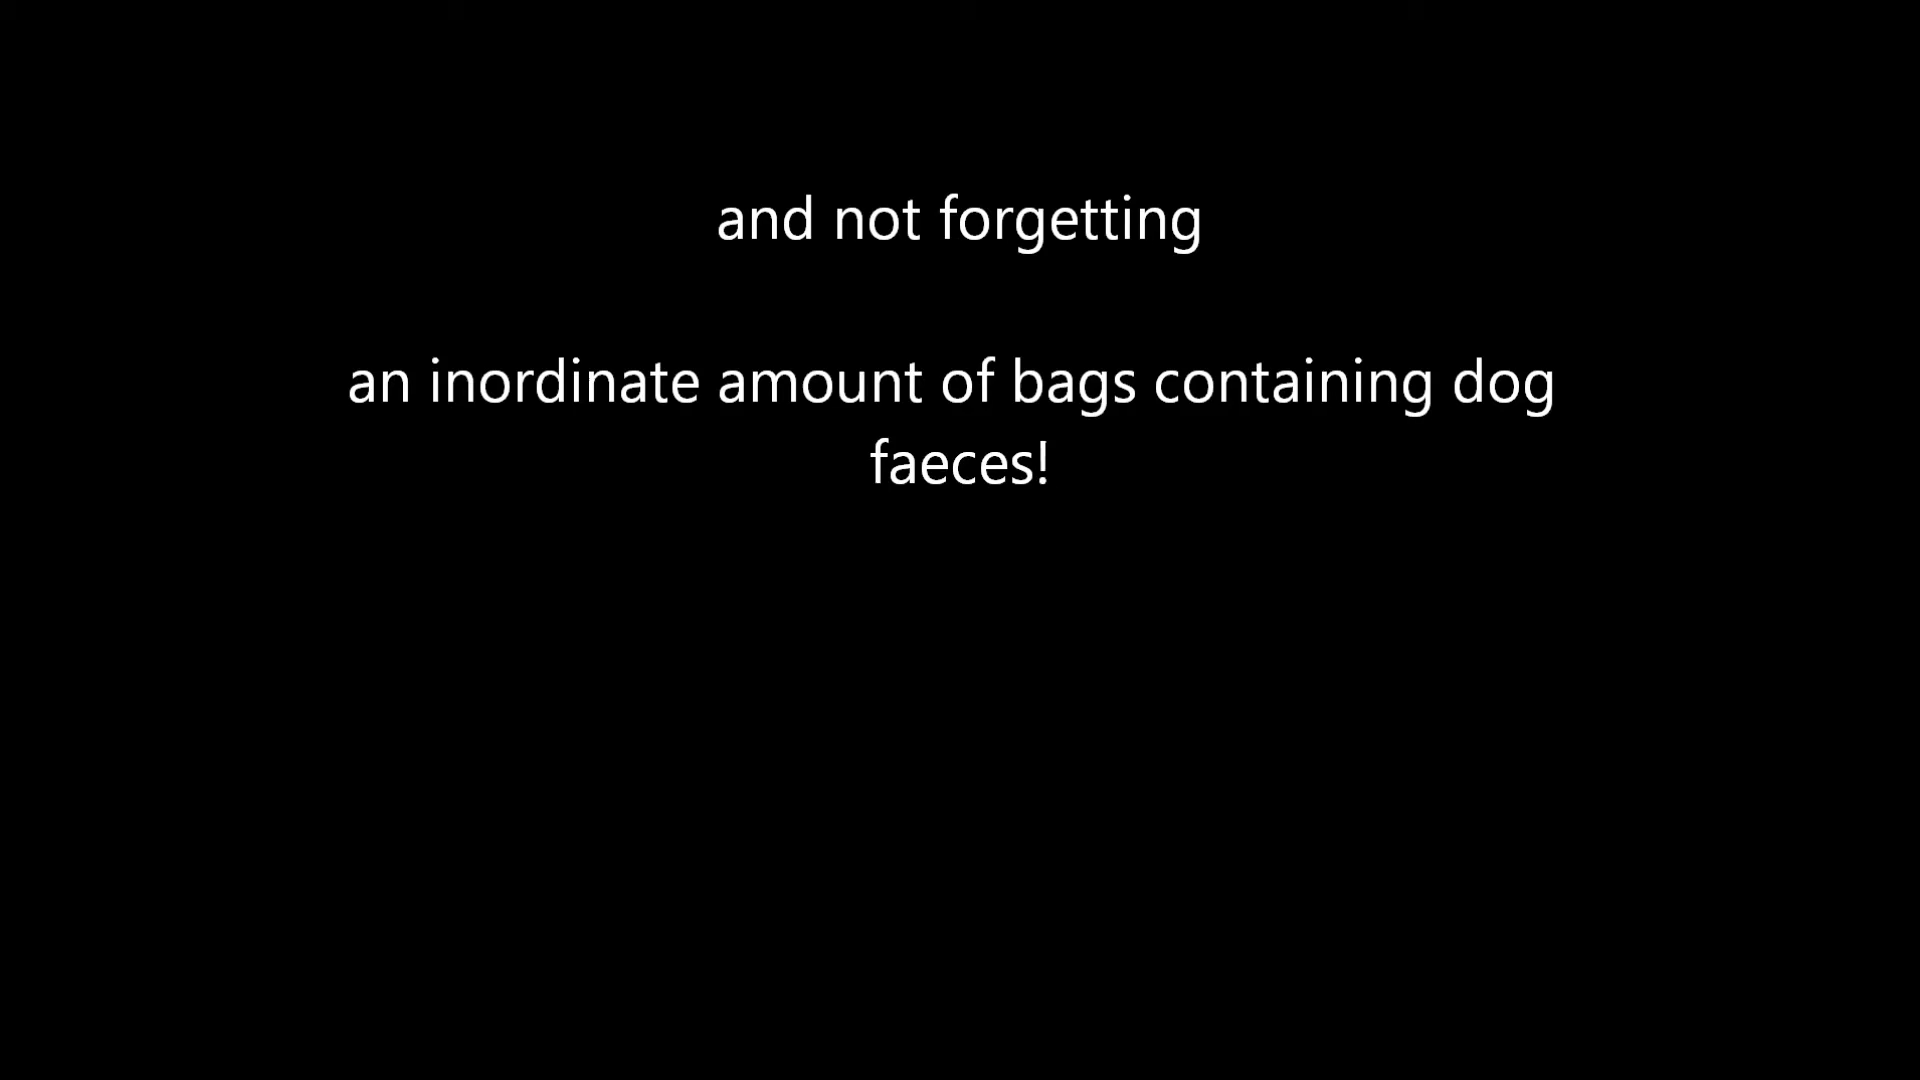 and not forgetting
an inordinate amount of bags containing dog
faeces!